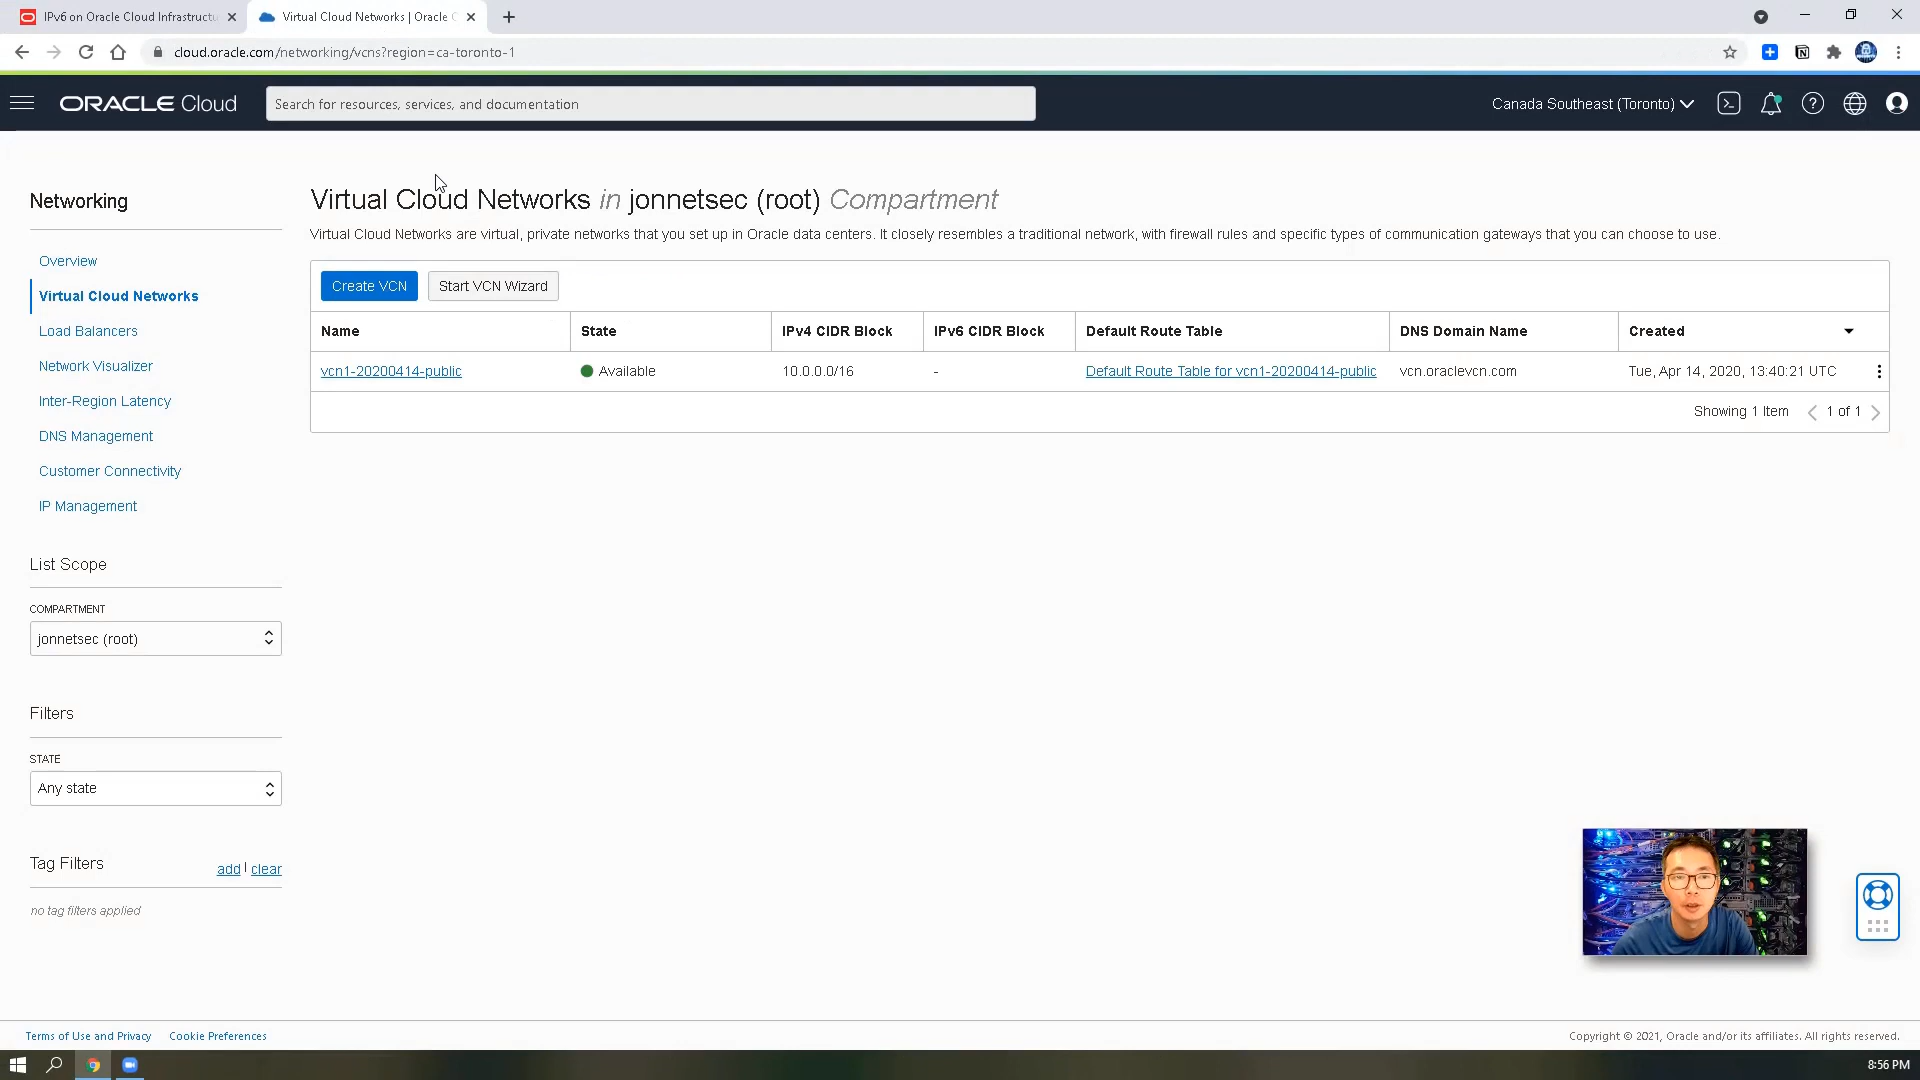 IPv6 on Oracle Cloud Infrastructu
Virtual Cloud Networks | Oracle C
cloud.oracle.com/networking/vcns?region=ca-toronto-1
ORACLE Cloud
Search for resources, services, and documentation
Canada Southeast (Toronto)
Networking
Overview
Virtual Cloud Networks
Load Balancers
Network Visualizer
Inter-Region Latency
DNS Management
Customer Connectivity
IP Management
List Scope
COMPARTMENT
jonnetsec (root)
Filters
STATE
Any state
Tag Filters
add | clear
no tag filters applied
Virtual Cloud Networks in jonnetsec (root) Compartment
Virtual Cloud Networks are virtual, private networks that you set up in Oracle data centers. It closely resembles a traditional network, with firewall rules and specific types of communication gateways that you can choose to use.
Create VCN
Start VCN Wizard
Name State IPv4 CIDR Block IPv6 CIDR Block Default Route Table DNS Domain Name Created
vcn1-20200414-public Available 10.0.0.0/16 - Default Route Table for vcn1-20200414-public vcn.oraclevcn.com Tue, Apr 14, 2020, 13:40:21 UTC
Showing 1 Item 1 of 1
Terms of Use and Privacy Cookie Preferences
Copyright © 2021, Oracle and/or its affiliates. All rights reserved.
8:56 PM